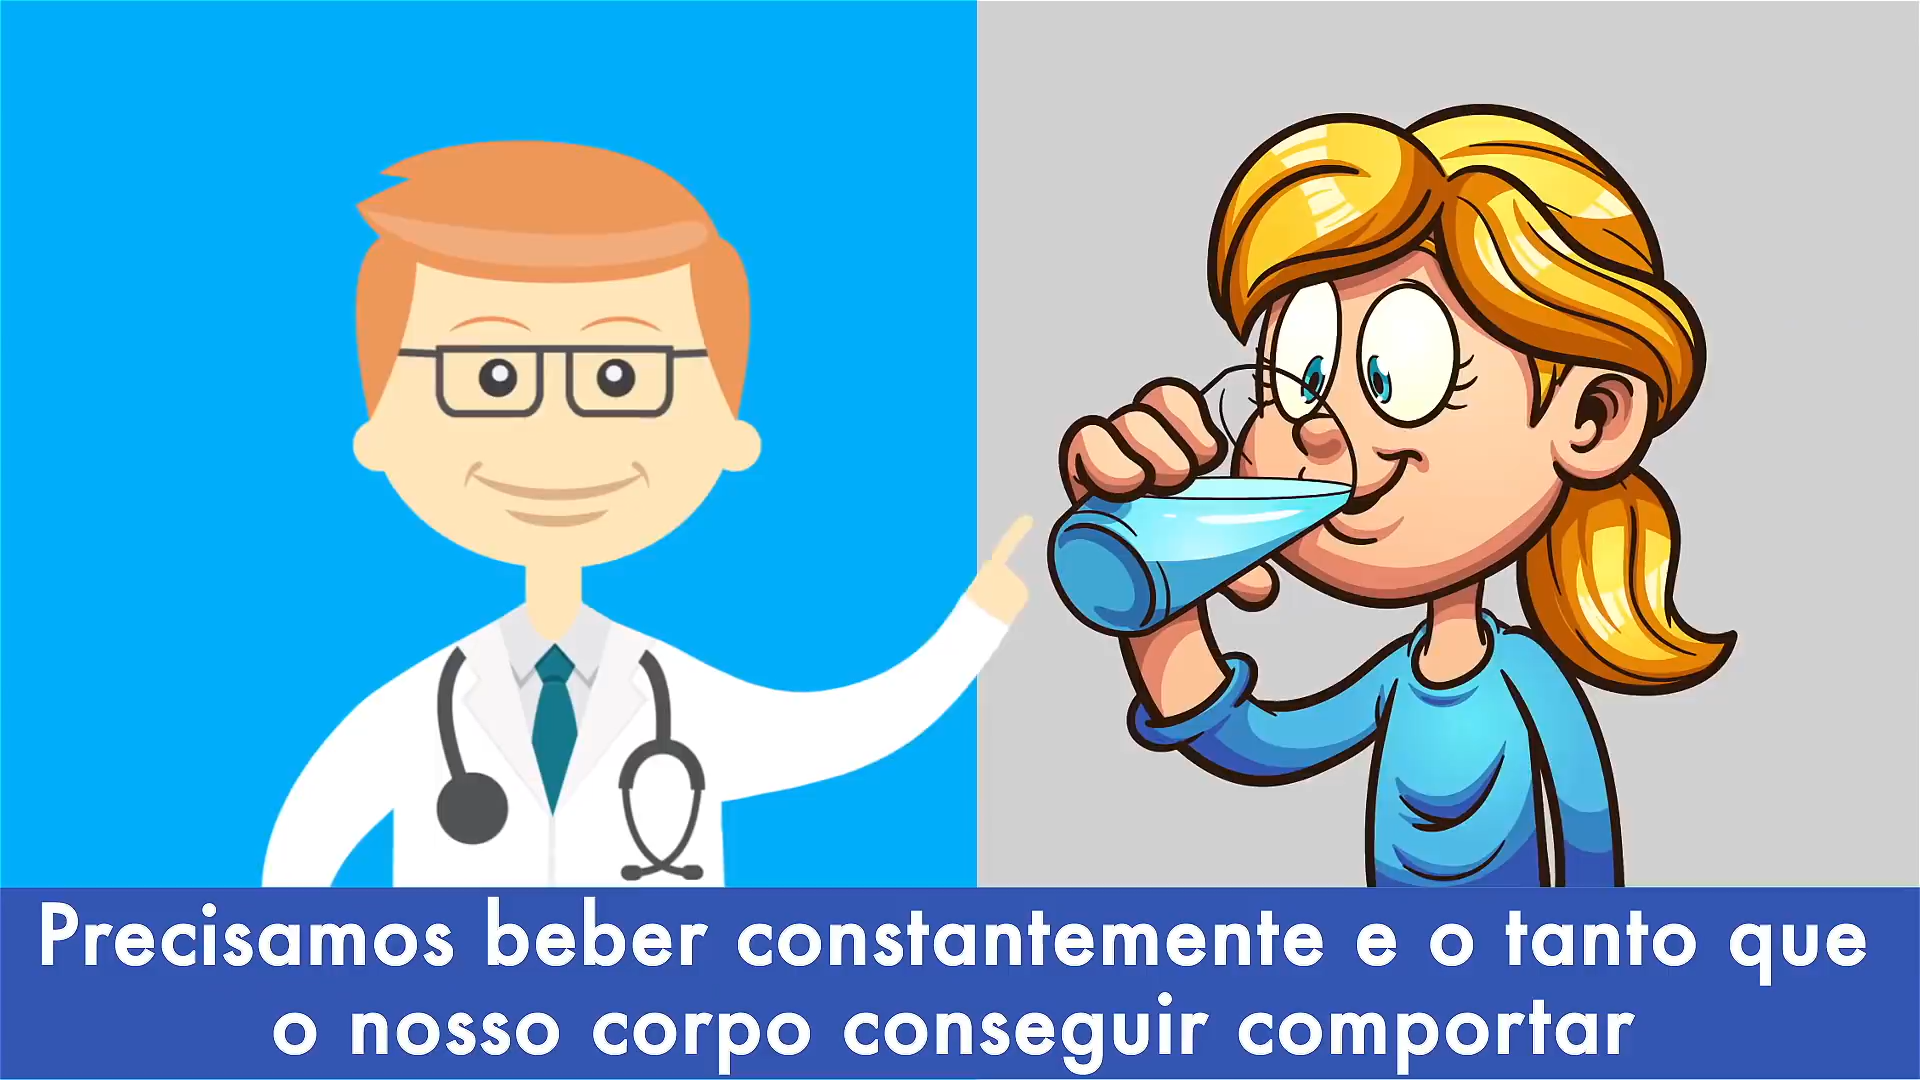 Precisamos beber constantemente e o tanto que
o nosso corpo conseguir comportar